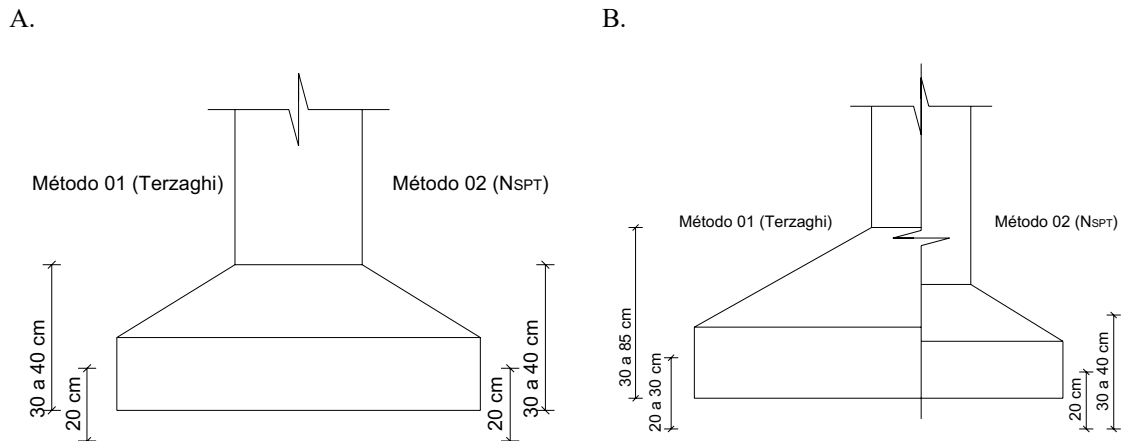 A.
B.
Método 01 (Terzaghi)
Método 02 (NSPT)
30 a 40 cm
20 cm
20 cm
30 a 40 cm
Método 01 (Terzaghi)
Método 02 (NSPT)
30 a 85 cm
20 a 30 cm
20 cm
30 a 40 cm